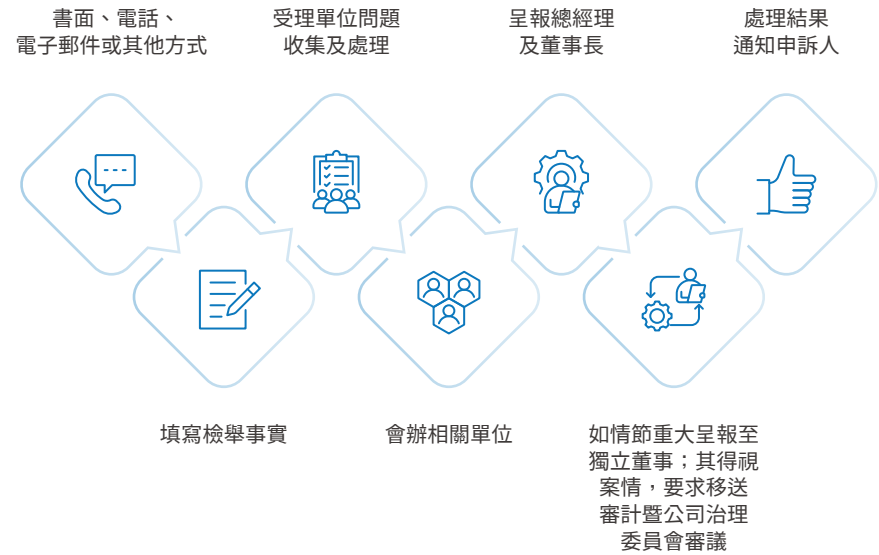 書面、電話、
電子郵件或其他方式
受理單位問題
收集及處理
呈報總經理
及董事長
處理結果
通知申訴人
填寫檢舉事實
會辦相關單位
如情節重大呈報至
獨立董事；其得視
案情，要求移送
審計暨公司治理
委員會審議